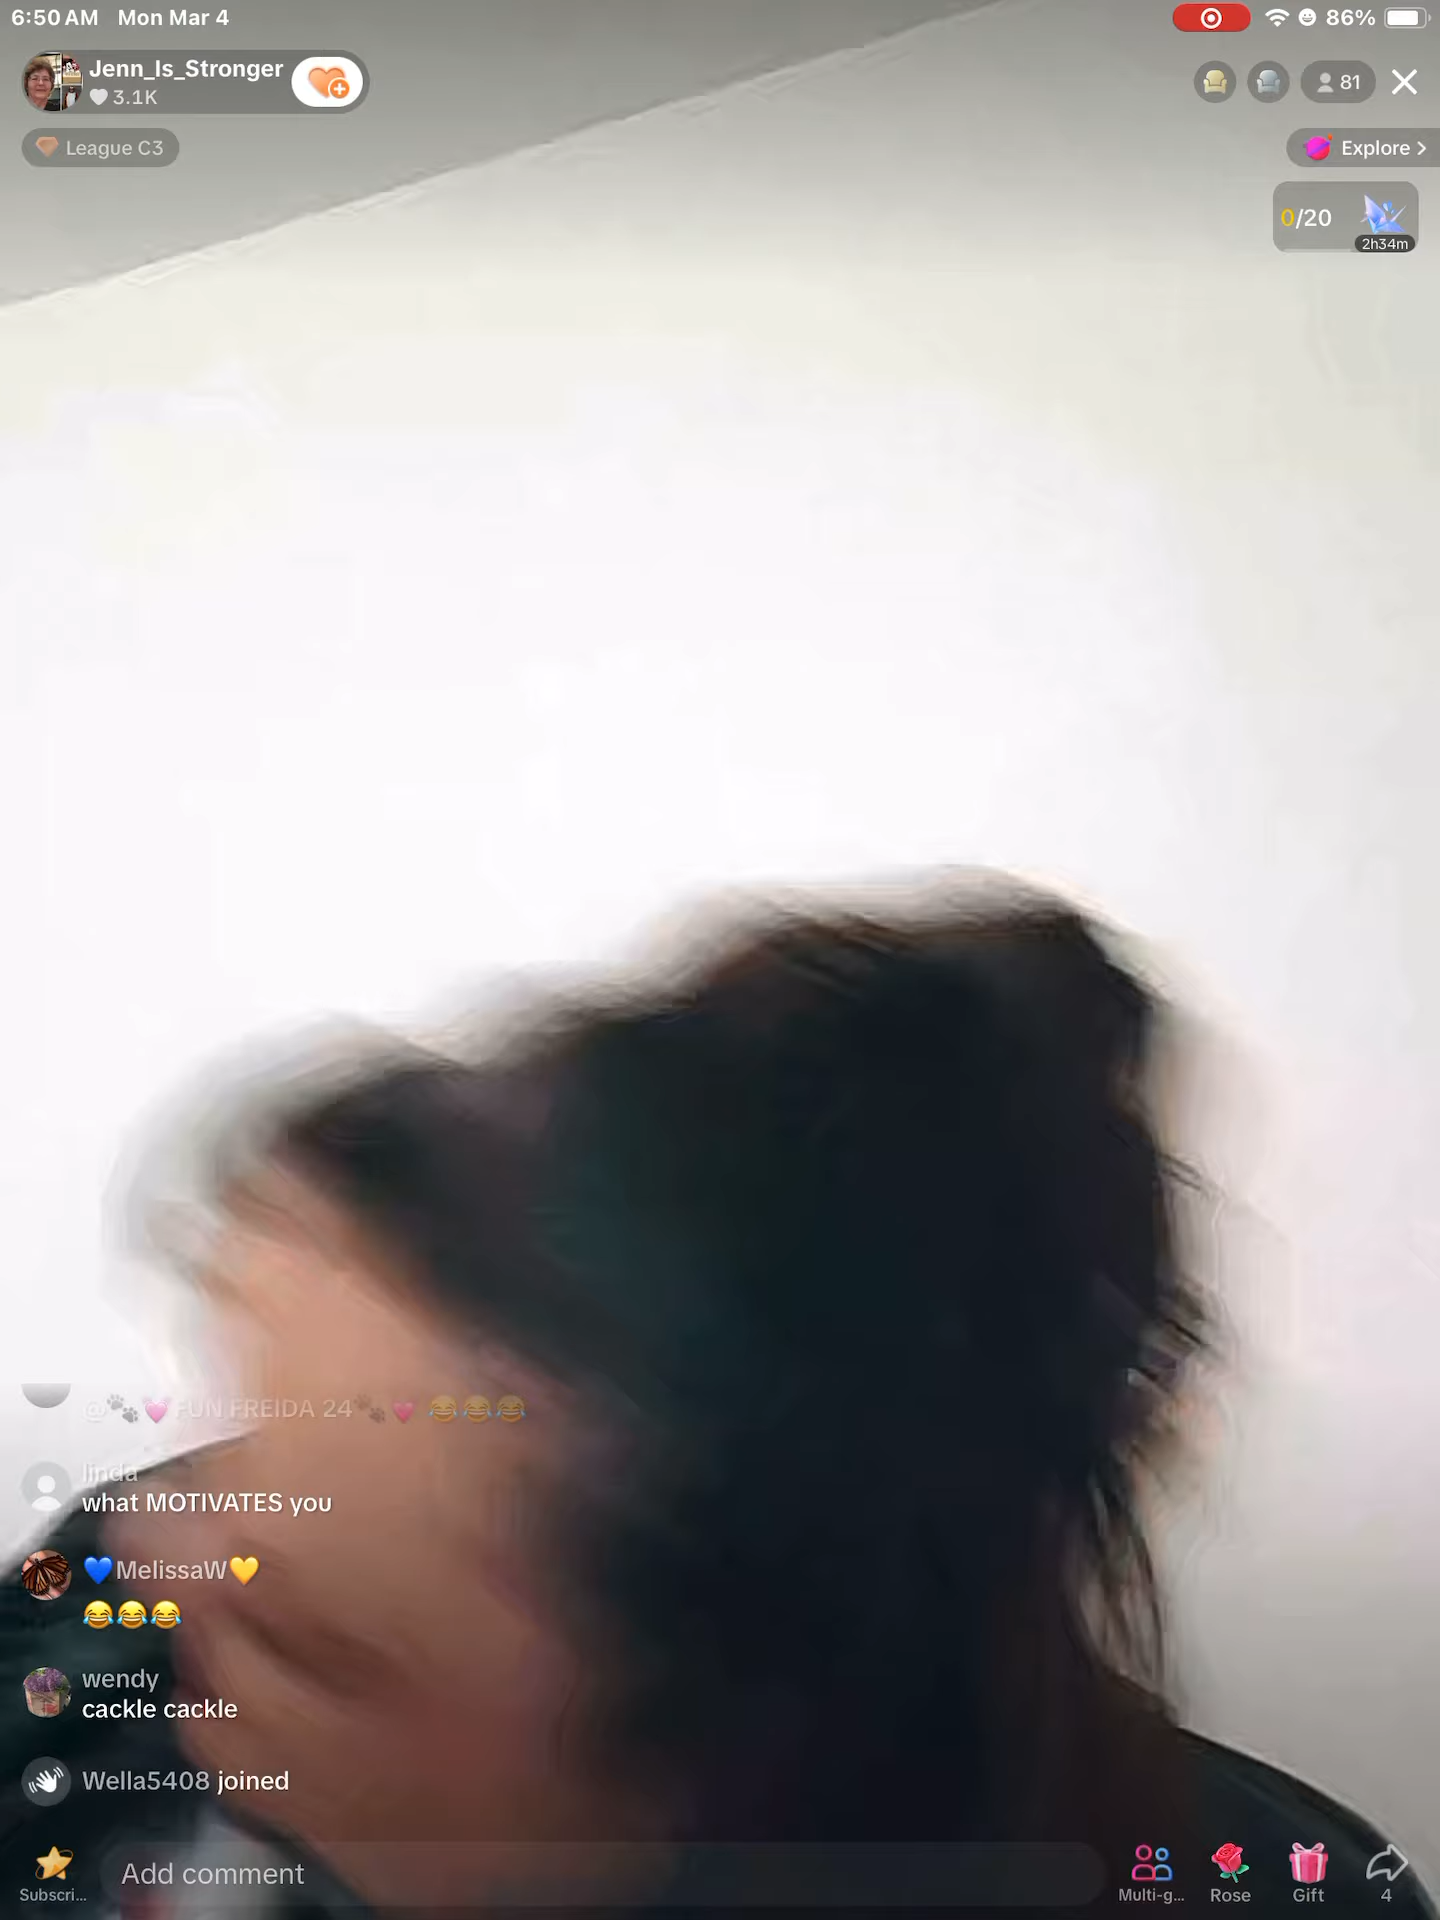 6:50 AM Mon Mar 4
86%
Jenn_Is_Stronger
3.1K
81
League C3
Explore >
0/20
2h34m
@🐾💗FUN FREIDA 24🐾💗 😂😂😂
linda
what MOTIVATES you
💙MelissaW💛
😂😂😂
wendy
cackle cackle
Wella5408 joined
Add comment
Subscri...
Multi-g...
Rose
Gift
4